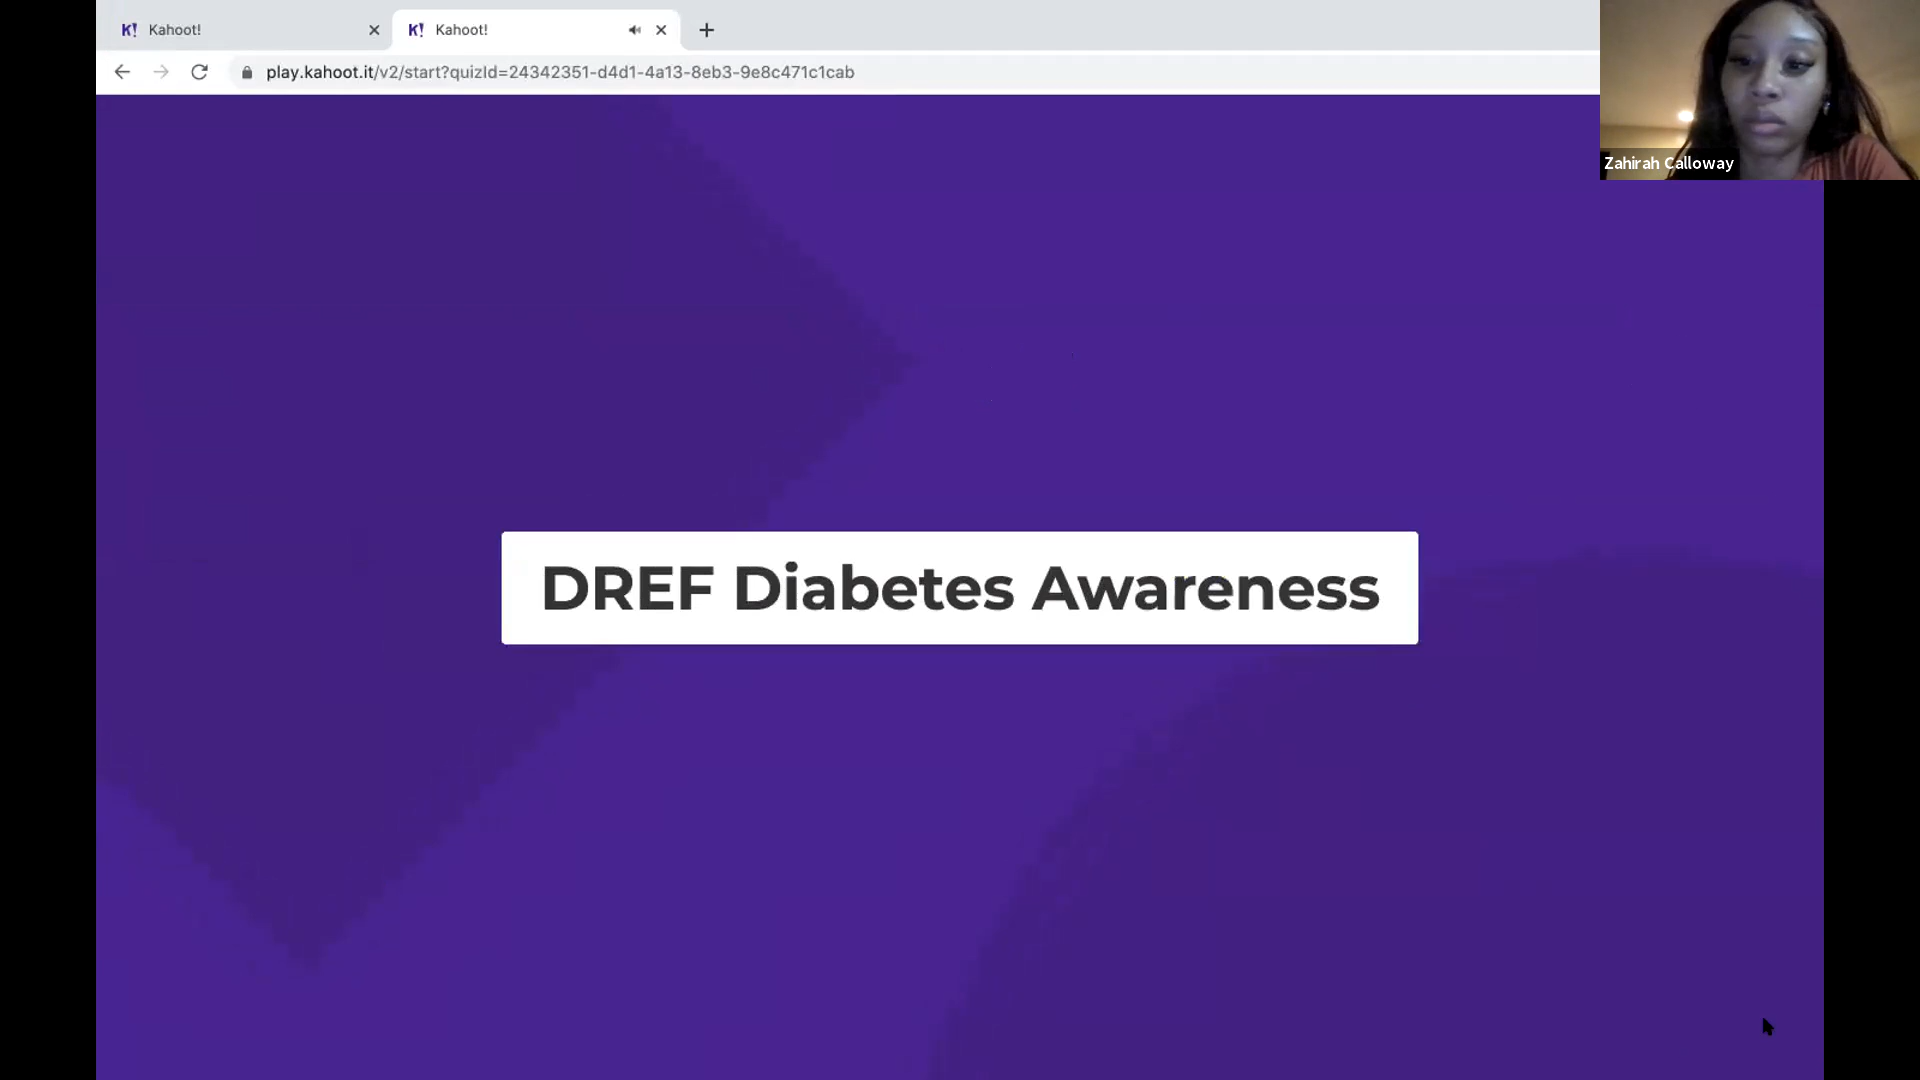 K! Kahoot!
K! Kahoot!
play.kahoot.it/v2/start?quizId=24342351-d4d1-4a13-8eb3-9e8c471c1cab
Zahirah Calloway
DREF Diabetes Awareness